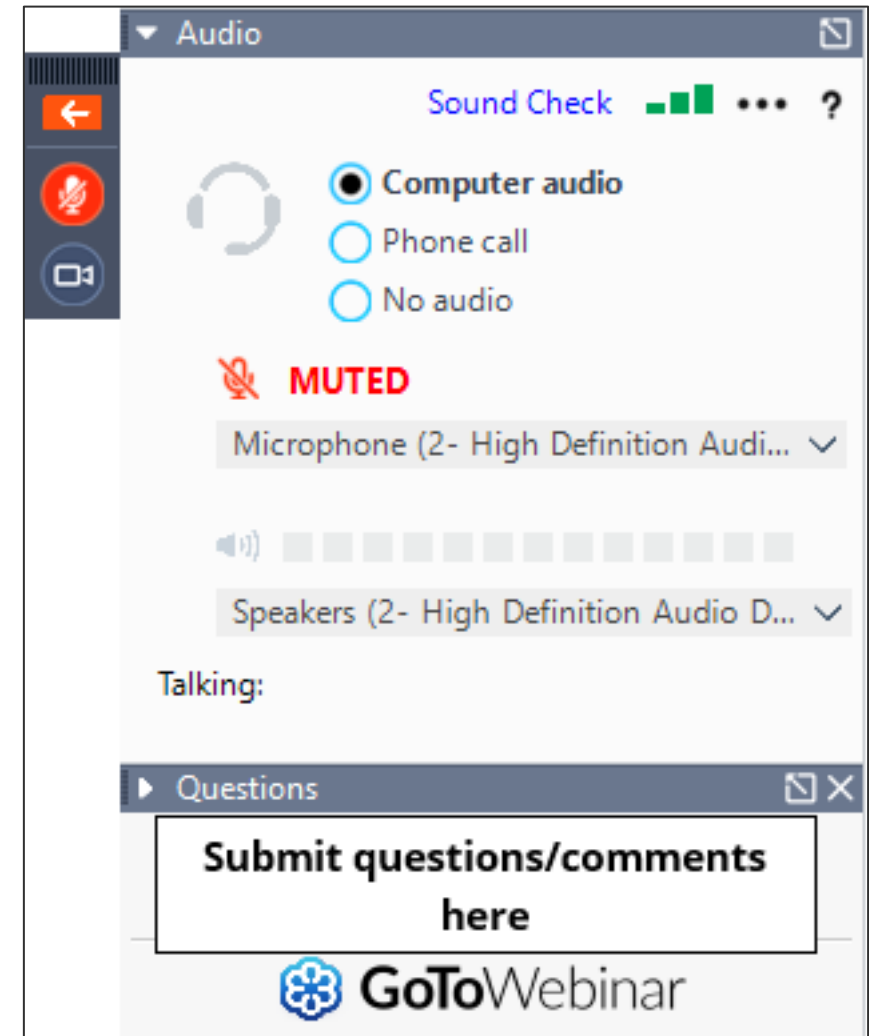 Audio
Sound Check ?
Computer audio
Phone call
No audio
MUTED
Microphone (2- High Definition Audi...
Speakers (2- High Definition Audio D...
Talking:
Questions
Submit questions/comments
here
GoToWebinar